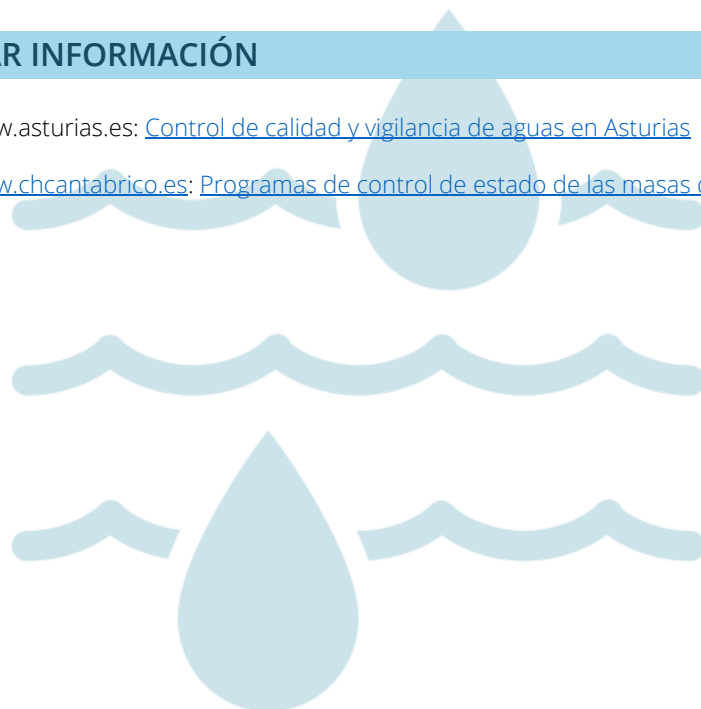 AR INFORMACIÓN
w.asturias.es: Control de calidad y vigilancia de aguas en Asturias
w.chcantabrico.es: Programas de control de estado de las masas